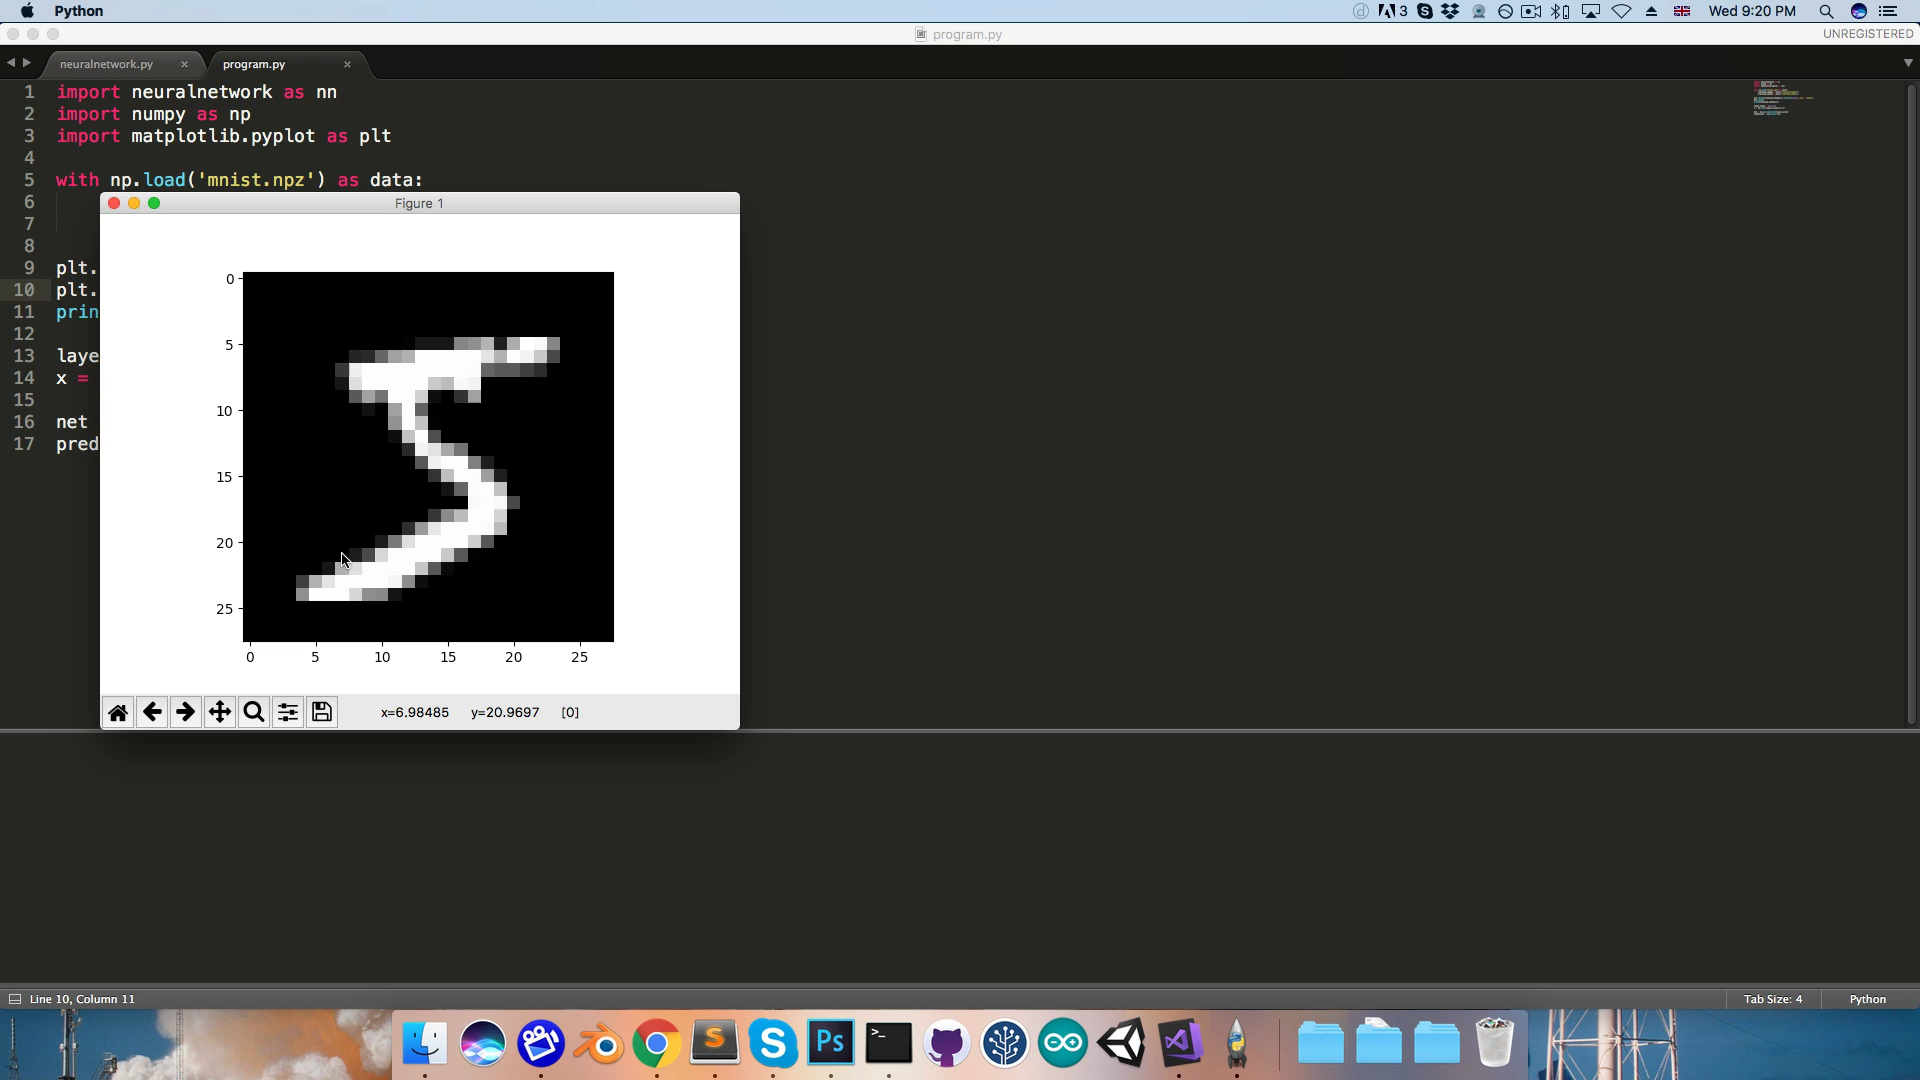 Python
3
Wed 9:20 PM
program.py
UNREGISTERED
neuralnetwork.py
program.py
1 import neuralnetwork as nn
2 import numpy as np
3 import matplotlib.pyplot as plt
4
5 with np.load('mnist.npz') as data:
6
7
8
9 plt.
10 plt.
11 prin
12
13 laye
14 x =
15
16 net
17 pred
Figure 1
0
5
10
15
20
25
0 5 10 15 20 25
x=6.98485 y=20.9697 [0]
Line 10, Column 11
Tab Size: 4
Python
S
S
Ps
>_